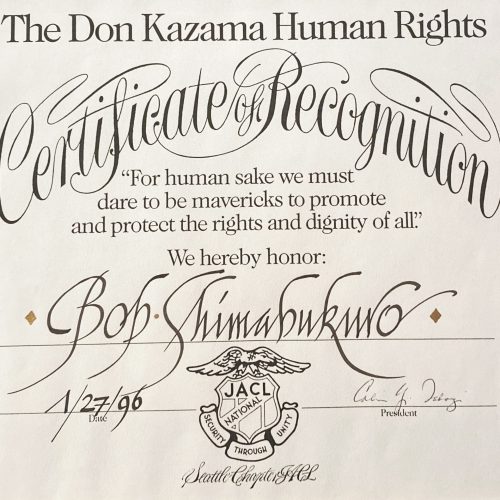 The Don Kazama Human Rights
Certificate of Recognition
“For human sake we must
dare to be mavericks to promote
and protect the rights and dignity of all.”
We hereby honor:
Bob Shimabukuro
1/27/96
Date
President
JACL
NATIONAL
SECURITY THROUGH UNITY
Seattle Chapter, JACL